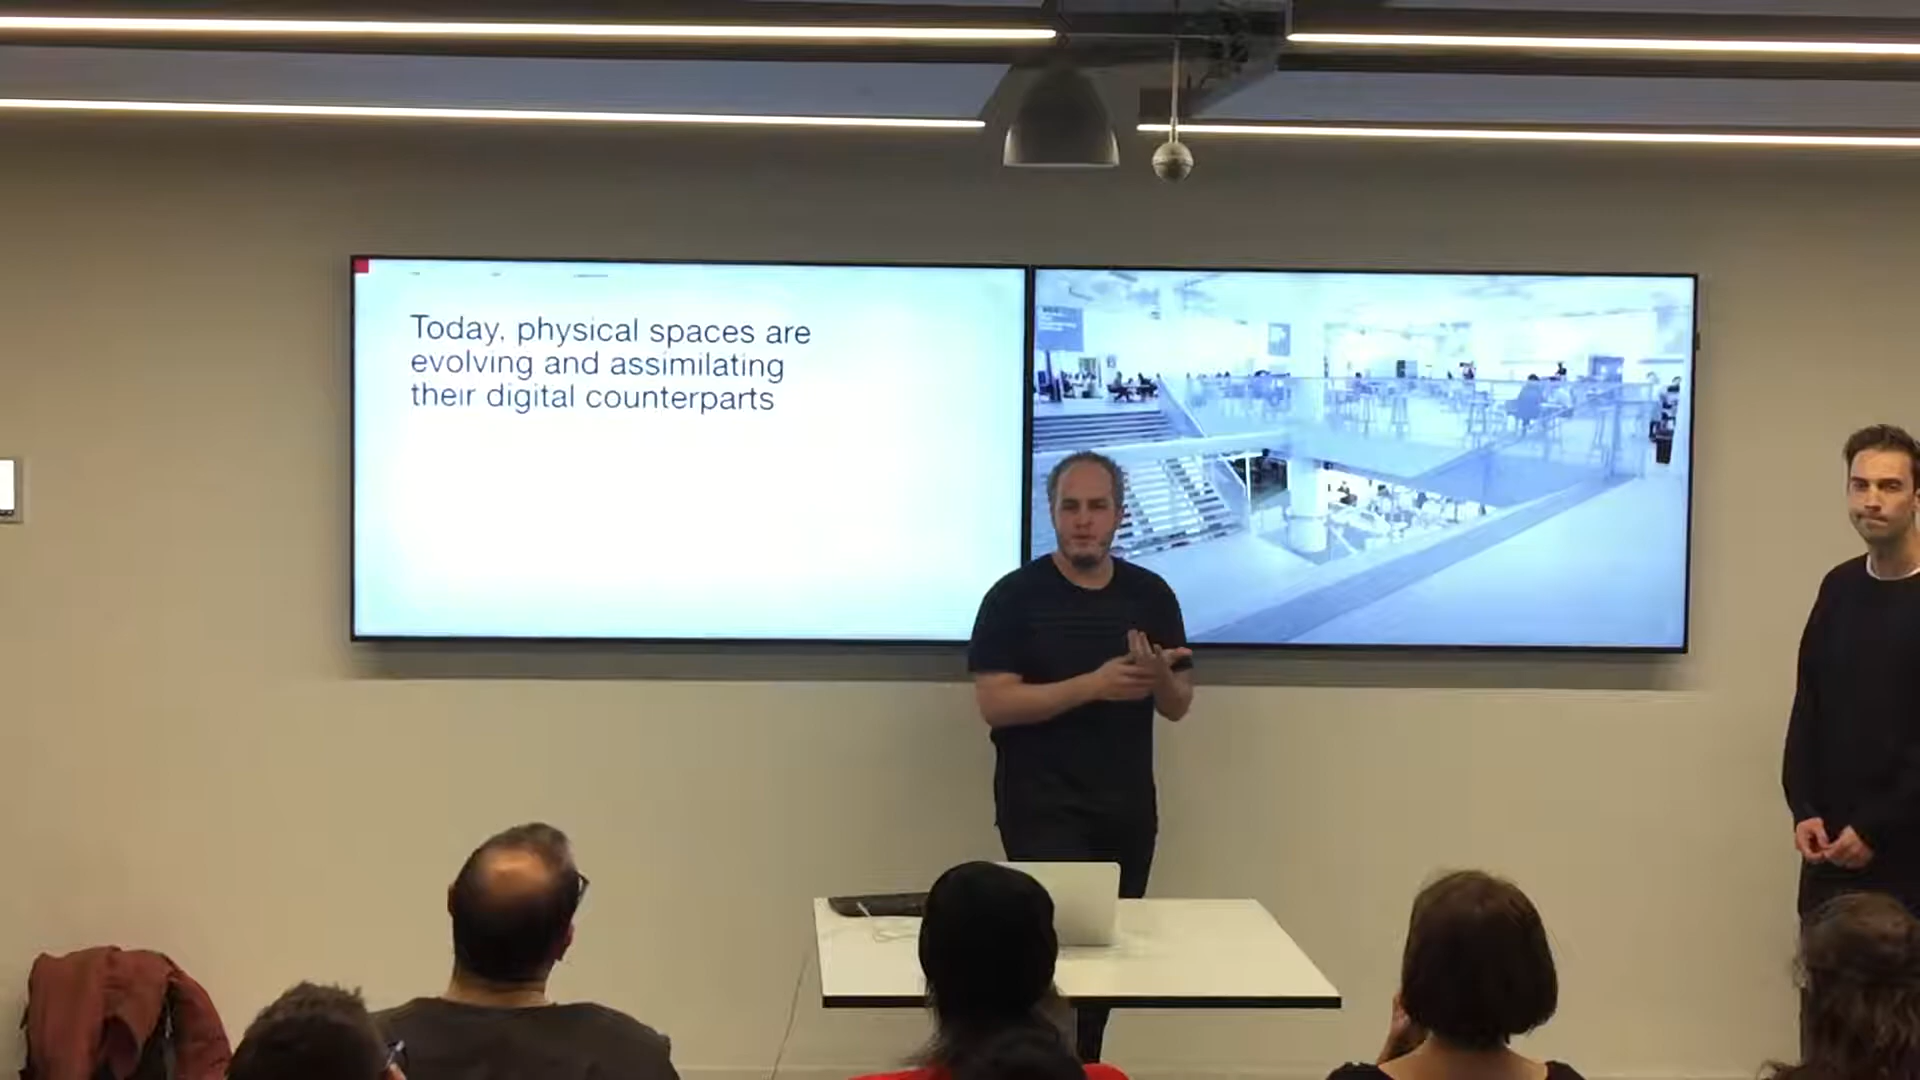 Today, physical spaces are
evolving and assimilating
their digital counterparts